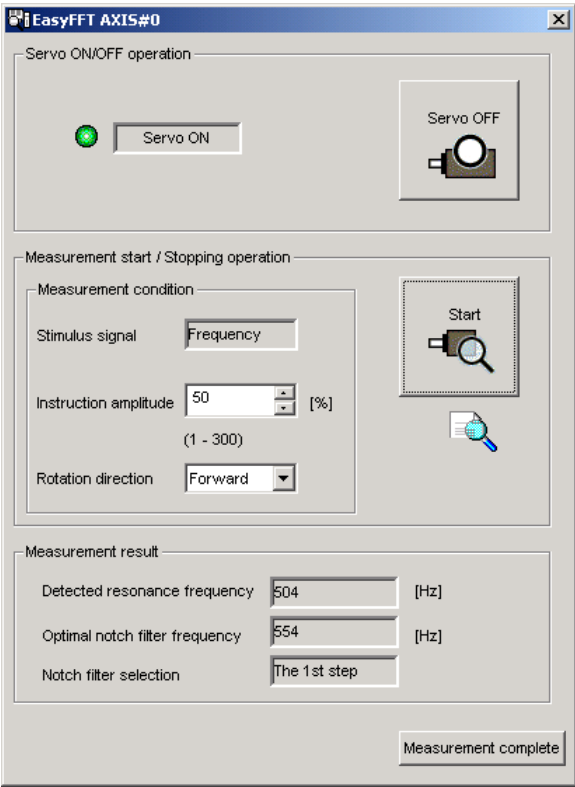 EasyFFT AXIS#0
Servo ON/OFF operation
Servo ON
Servo OFF
Measurement start / Stopping operation
Measurement condition
Stimulus signal
Frequency
Instruction amplitude
50
[%]
(1 - 300)
Rotation direction
Forward
Start
Measurement result
Detected resonance frequency
504
[Hz]
Optimal notch filter frequency
554
[Hz]
Notch filter selection
The 1st step
Measurement complete